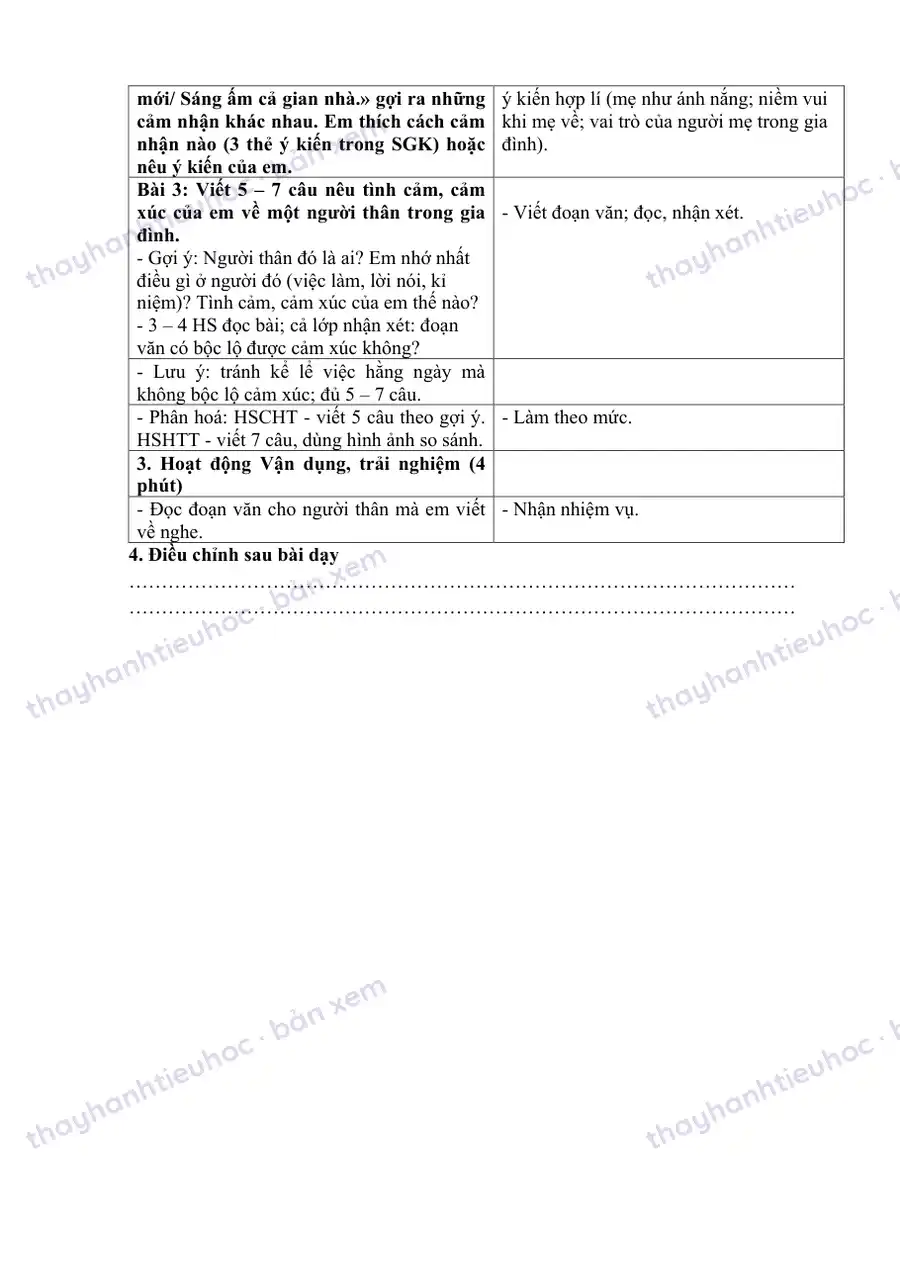 mới/ Sáng ấm cả gian nhà.» gợi ra những
cảm nhận khác nhau. Em thích cách cảm
nhận nào (3 thẻ ý kiến trong SGK) hoặc
nêu ý kiến của em.
ý kiến hợp lí (mẹ như ánh nắng; niềm vui
khi mẹ về; vai trò của người mẹ trong gia
đình).
Bài 3: Viết 5 – 7 câu nêu tình cảm, cảm
xúc của em về một người thân trong gia
đình.
- Gợi ý: Người thân đó là ai? Em nhớ nhất
điều gì ở người đó (việc làm, lời nói, kỉ
niệm)? Tình cảm, cảm xúc của em thế nào?
- 3 – 4 HS đọc bài; cả lớp nhận xét: đoạn
văn có bộc lộ được cảm xúc không?
- Viết đoạn văn; đọc, nhận xét.
- Lưu ý: tránh kể lể việc hằng ngày mà
không bộc lộ cảm xúc; đủ 5 – 7 câu.
- Phân hoá: HSCHT - viết 5 câu theo gợi ý.
HSHTT - viết 7 câu, dùng hình ảnh so sánh.
- Làm theo mức.
3. Hoạt động Vận dụng, trải nghiệm (4
phút)
- Đọc đoạn văn cho người thân mà em viết
về nghe.
- Nhận nhiệm vụ.
4. Điều chỉnh sau bài dạy
……………………………………………………………………………………………
……………………………………………………………………………………………
thayhanhtieuhoc · bản xem
thayhanhtieuhoc · b
thayhanhtieuhoc · bản xem
thayhanhtieuhoc · b
thayhanhtieuhoc · bản xem
thayhanhtieuhoc · b